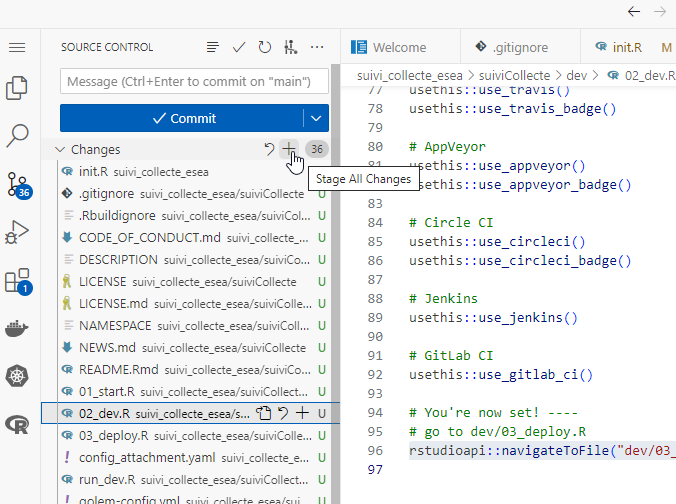 SOURCE CONTROL
Message (Ctrl+Enter to commit on "main")
Commit
Changes 36
Stage All Changes
init.R suivi_collecte_esea
.gitignore suivi_collecte_esea/suiviCollecte U
.Rbuildignore suivi_collecte_esea/suiviCol... U
CODE_OF_CONDUCT.md suivi_collecte_... U
DESCRIPTION suivi_collecte_esea/suiviCo... U
LICENSE suivi_collecte_esea/suiviCollecte U
LICENSE.md suivi_collecte_esea/suiviColl... U
NAMESPACE suivi_collecte_esea/suiviCol... U
NEWS.md suivi_collecte_esea/suiviCollecte U
README.Rmd suivi_collecte_esea/suiviCol... U
01_start.R suivi_collecte_esea/suiviCollect... U
02_dev.R suivi_collecte_esea/s... U
03_deploy.R suivi_collecte_esea/suiviColl... U
config_attachment.yaml suivi_collecte_e... U
run_dev.R suivi_collecte_esea/suiviCollect... U
golem-config.yml suivi_collecte_esea/sui... U
36
1
Welcome
.gitignore
init.R M
suivi_collecte_esea > suiviCollecte > dev > 02_dev.R
77 usethis::use_travis()
78 usethis::use_travis_badge()
79
80 # AppVeyor
81 usethis::use_appveyor()
usethis::use_appveyor_badge()
83
84 # Circle CI
85 usethis::use_circleci()
86 usethis::use_circleci_badge()
87
88 # Jenkins
89 usethis::use_jenkins()
90
91 # GitLab CI
92 usethis::use_gitlab_ci()
93
94 # You're now set! ----
95 # go to dev/03_deploy.R
96 rstudioapi::navigateToFile("dev/03_
97